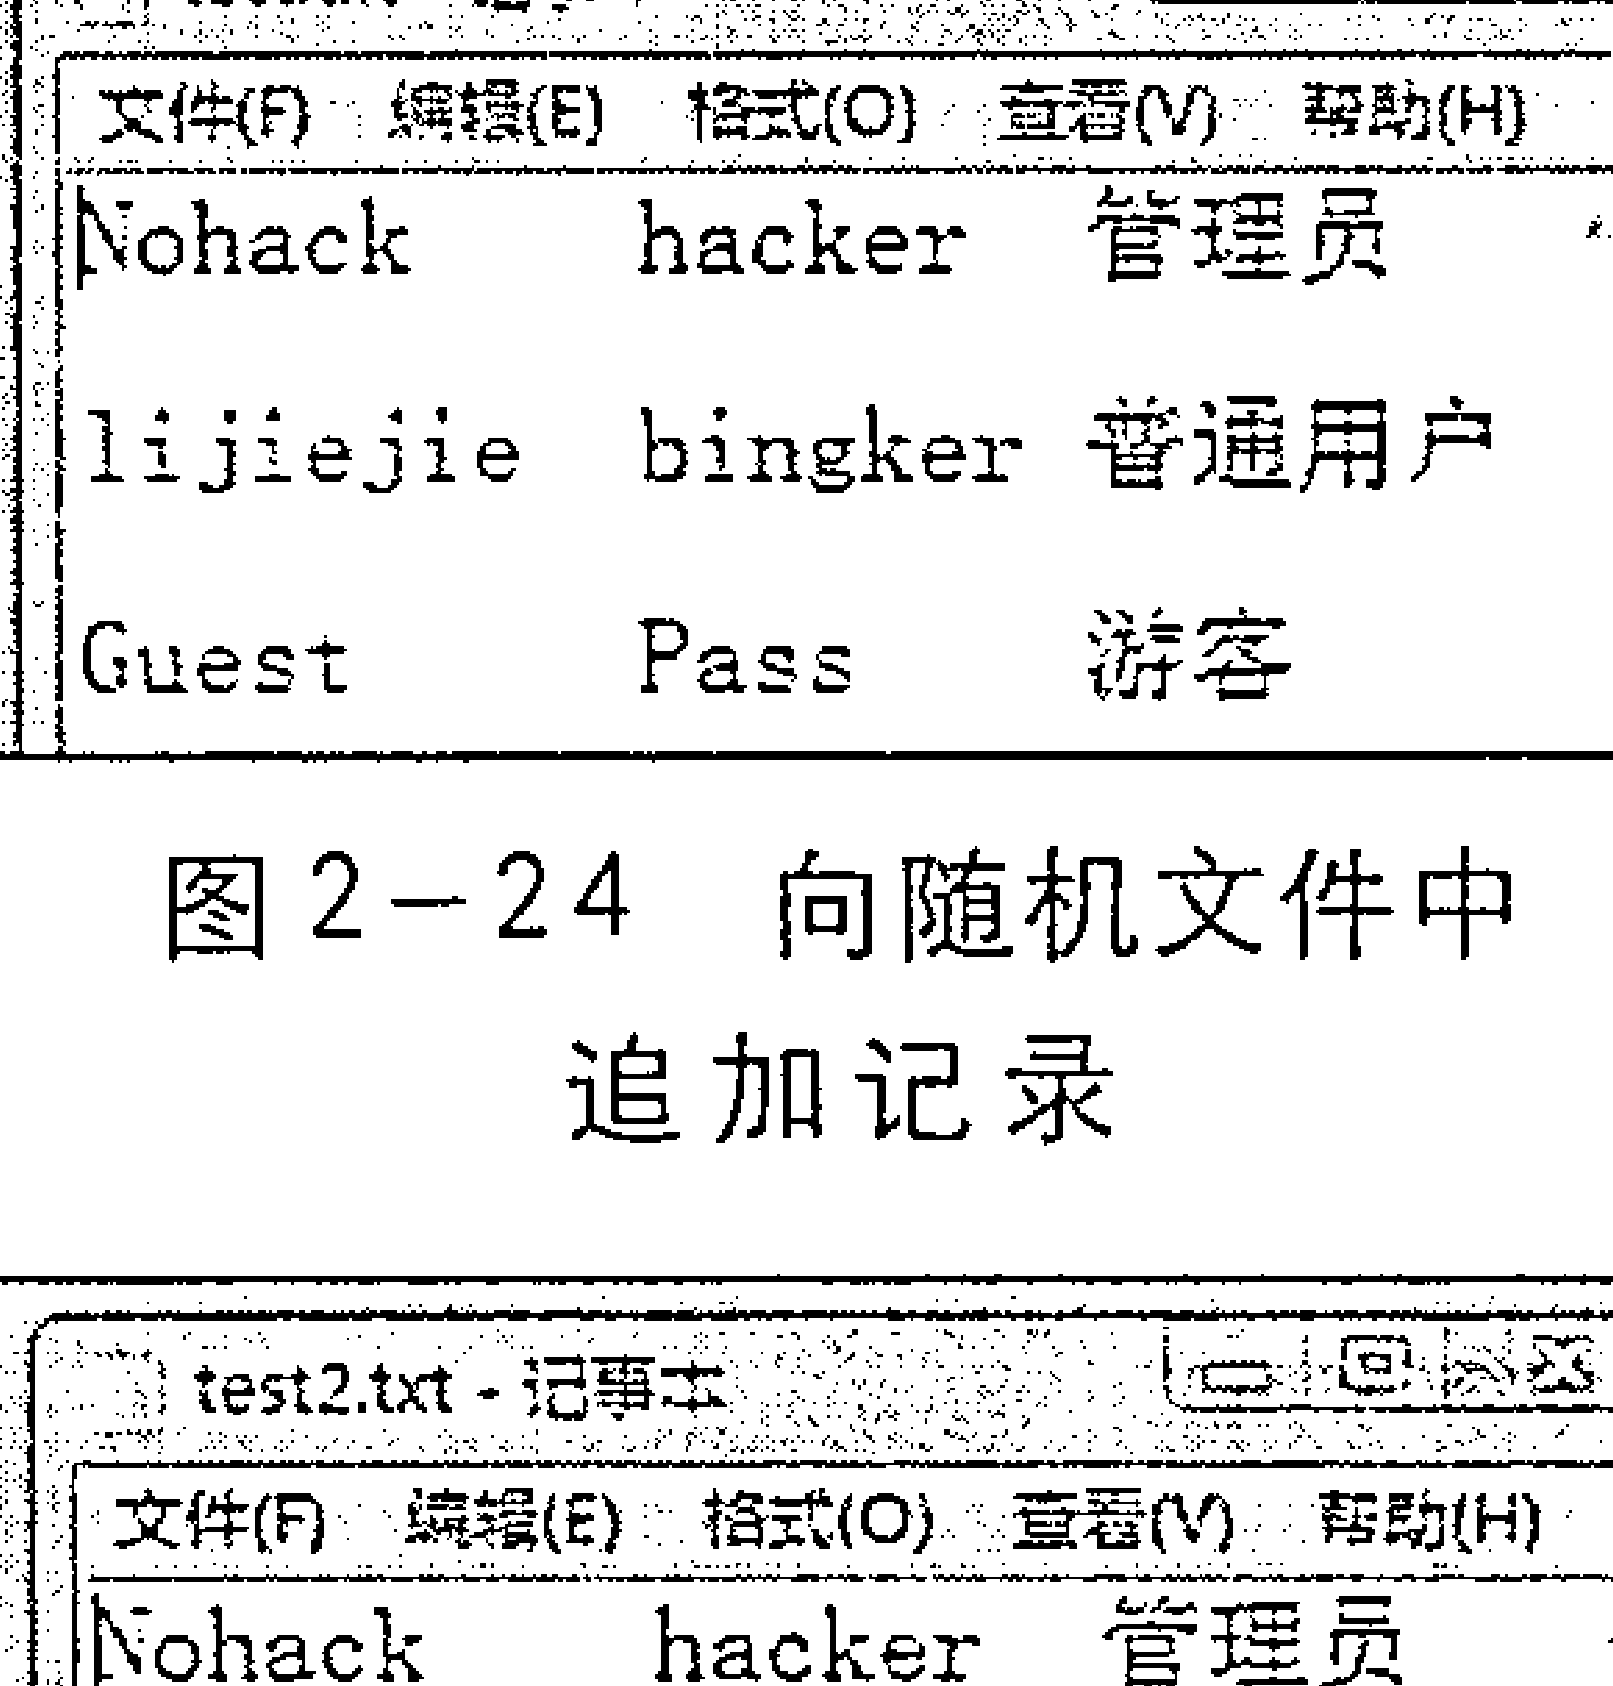 文件(F) 编辑(E) 格式(O) 查看(V) 帮助(H)
Nohack hacker 管理员
lijiejie bingker 普通用户
Guest Pass 游客
图2-24 向随机文件中
追加记录
test2.txt - 记事本
文件(F) 编辑(E) 格式(O) 查看(V) 帮助(H)
Nohack hacker 管理员